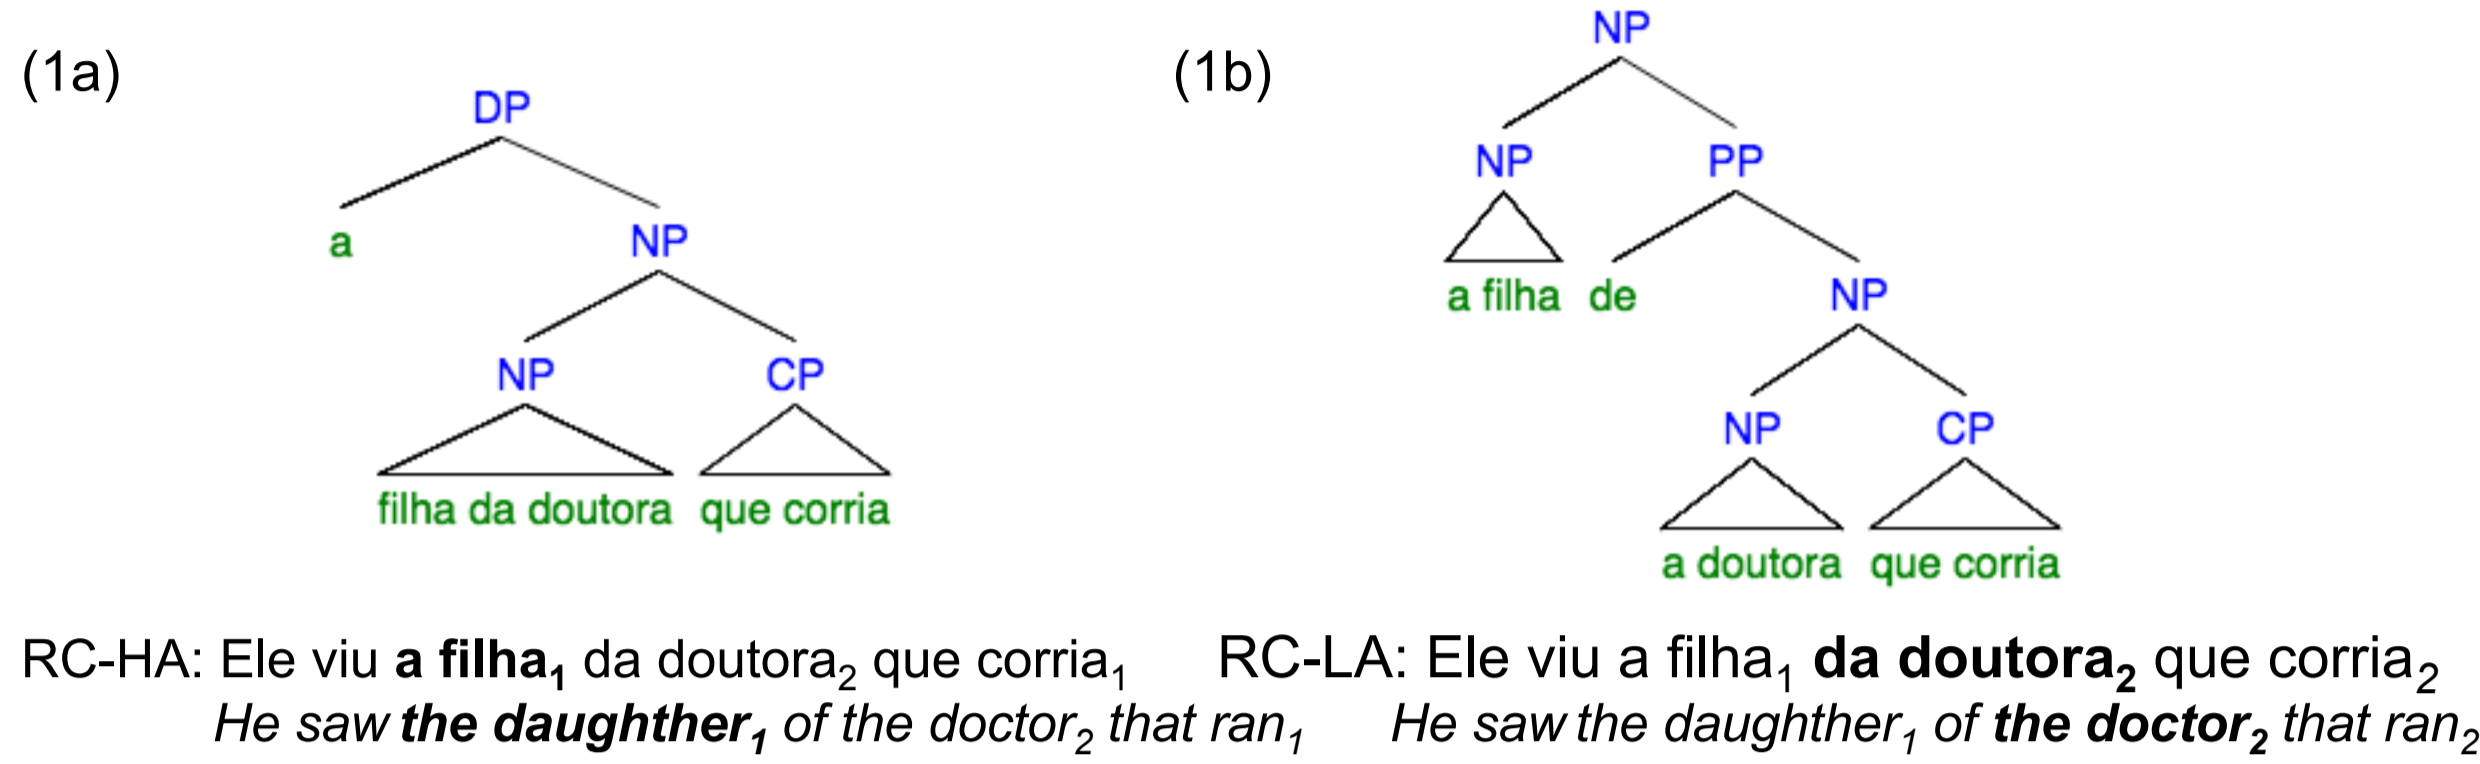 (1a)
DP
a
NP
NP CP
filha da doutora que corria
RC-HA: Ele viu a filha1 da doutora2 que corria1
He saw the daughther1 of the doctor2 that ran1
(1b)
NP
NP PP
a filha de
NP
NP CP
a doutora que corria
RC-LA: Ele viu a filha1 da doutora2 que corria2
He saw the daughther1 of the doctor2 that ran2